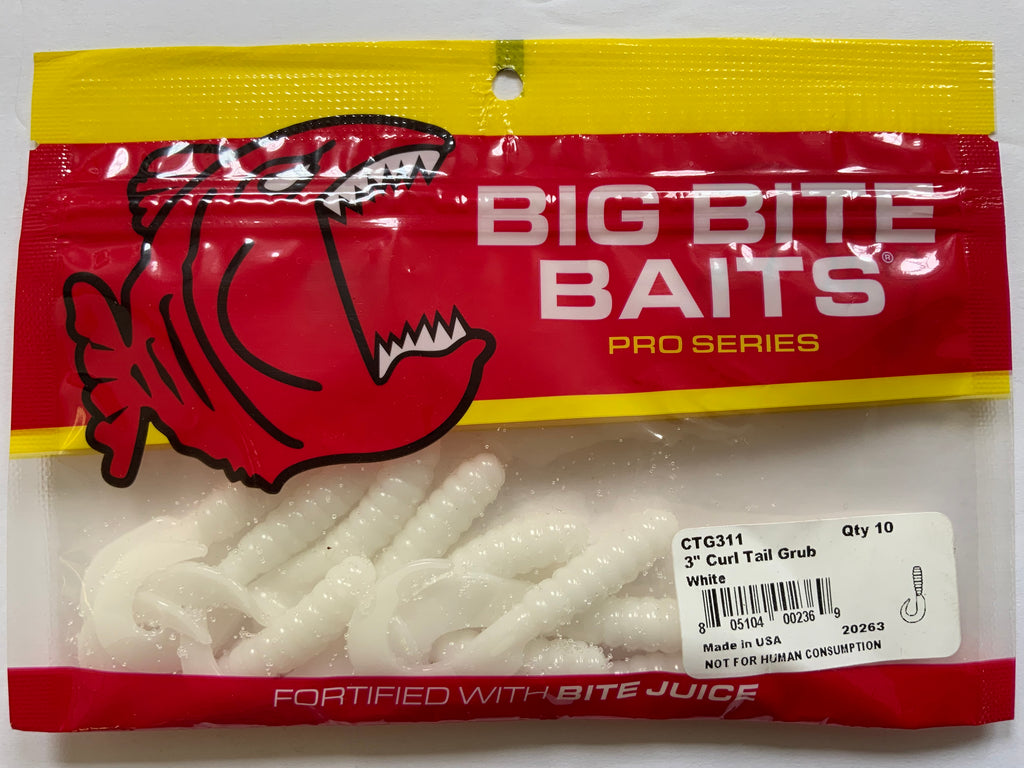 BIG BITE
BAITS®
PRO SERIES
CTG311 Qty 10
3" Curl Tail Grub
White
8 05104 00236 9
Made in USA 20263
NOT FOR HUMAN CONSUMPTION
FORTIFIED WITH BITE JUICE